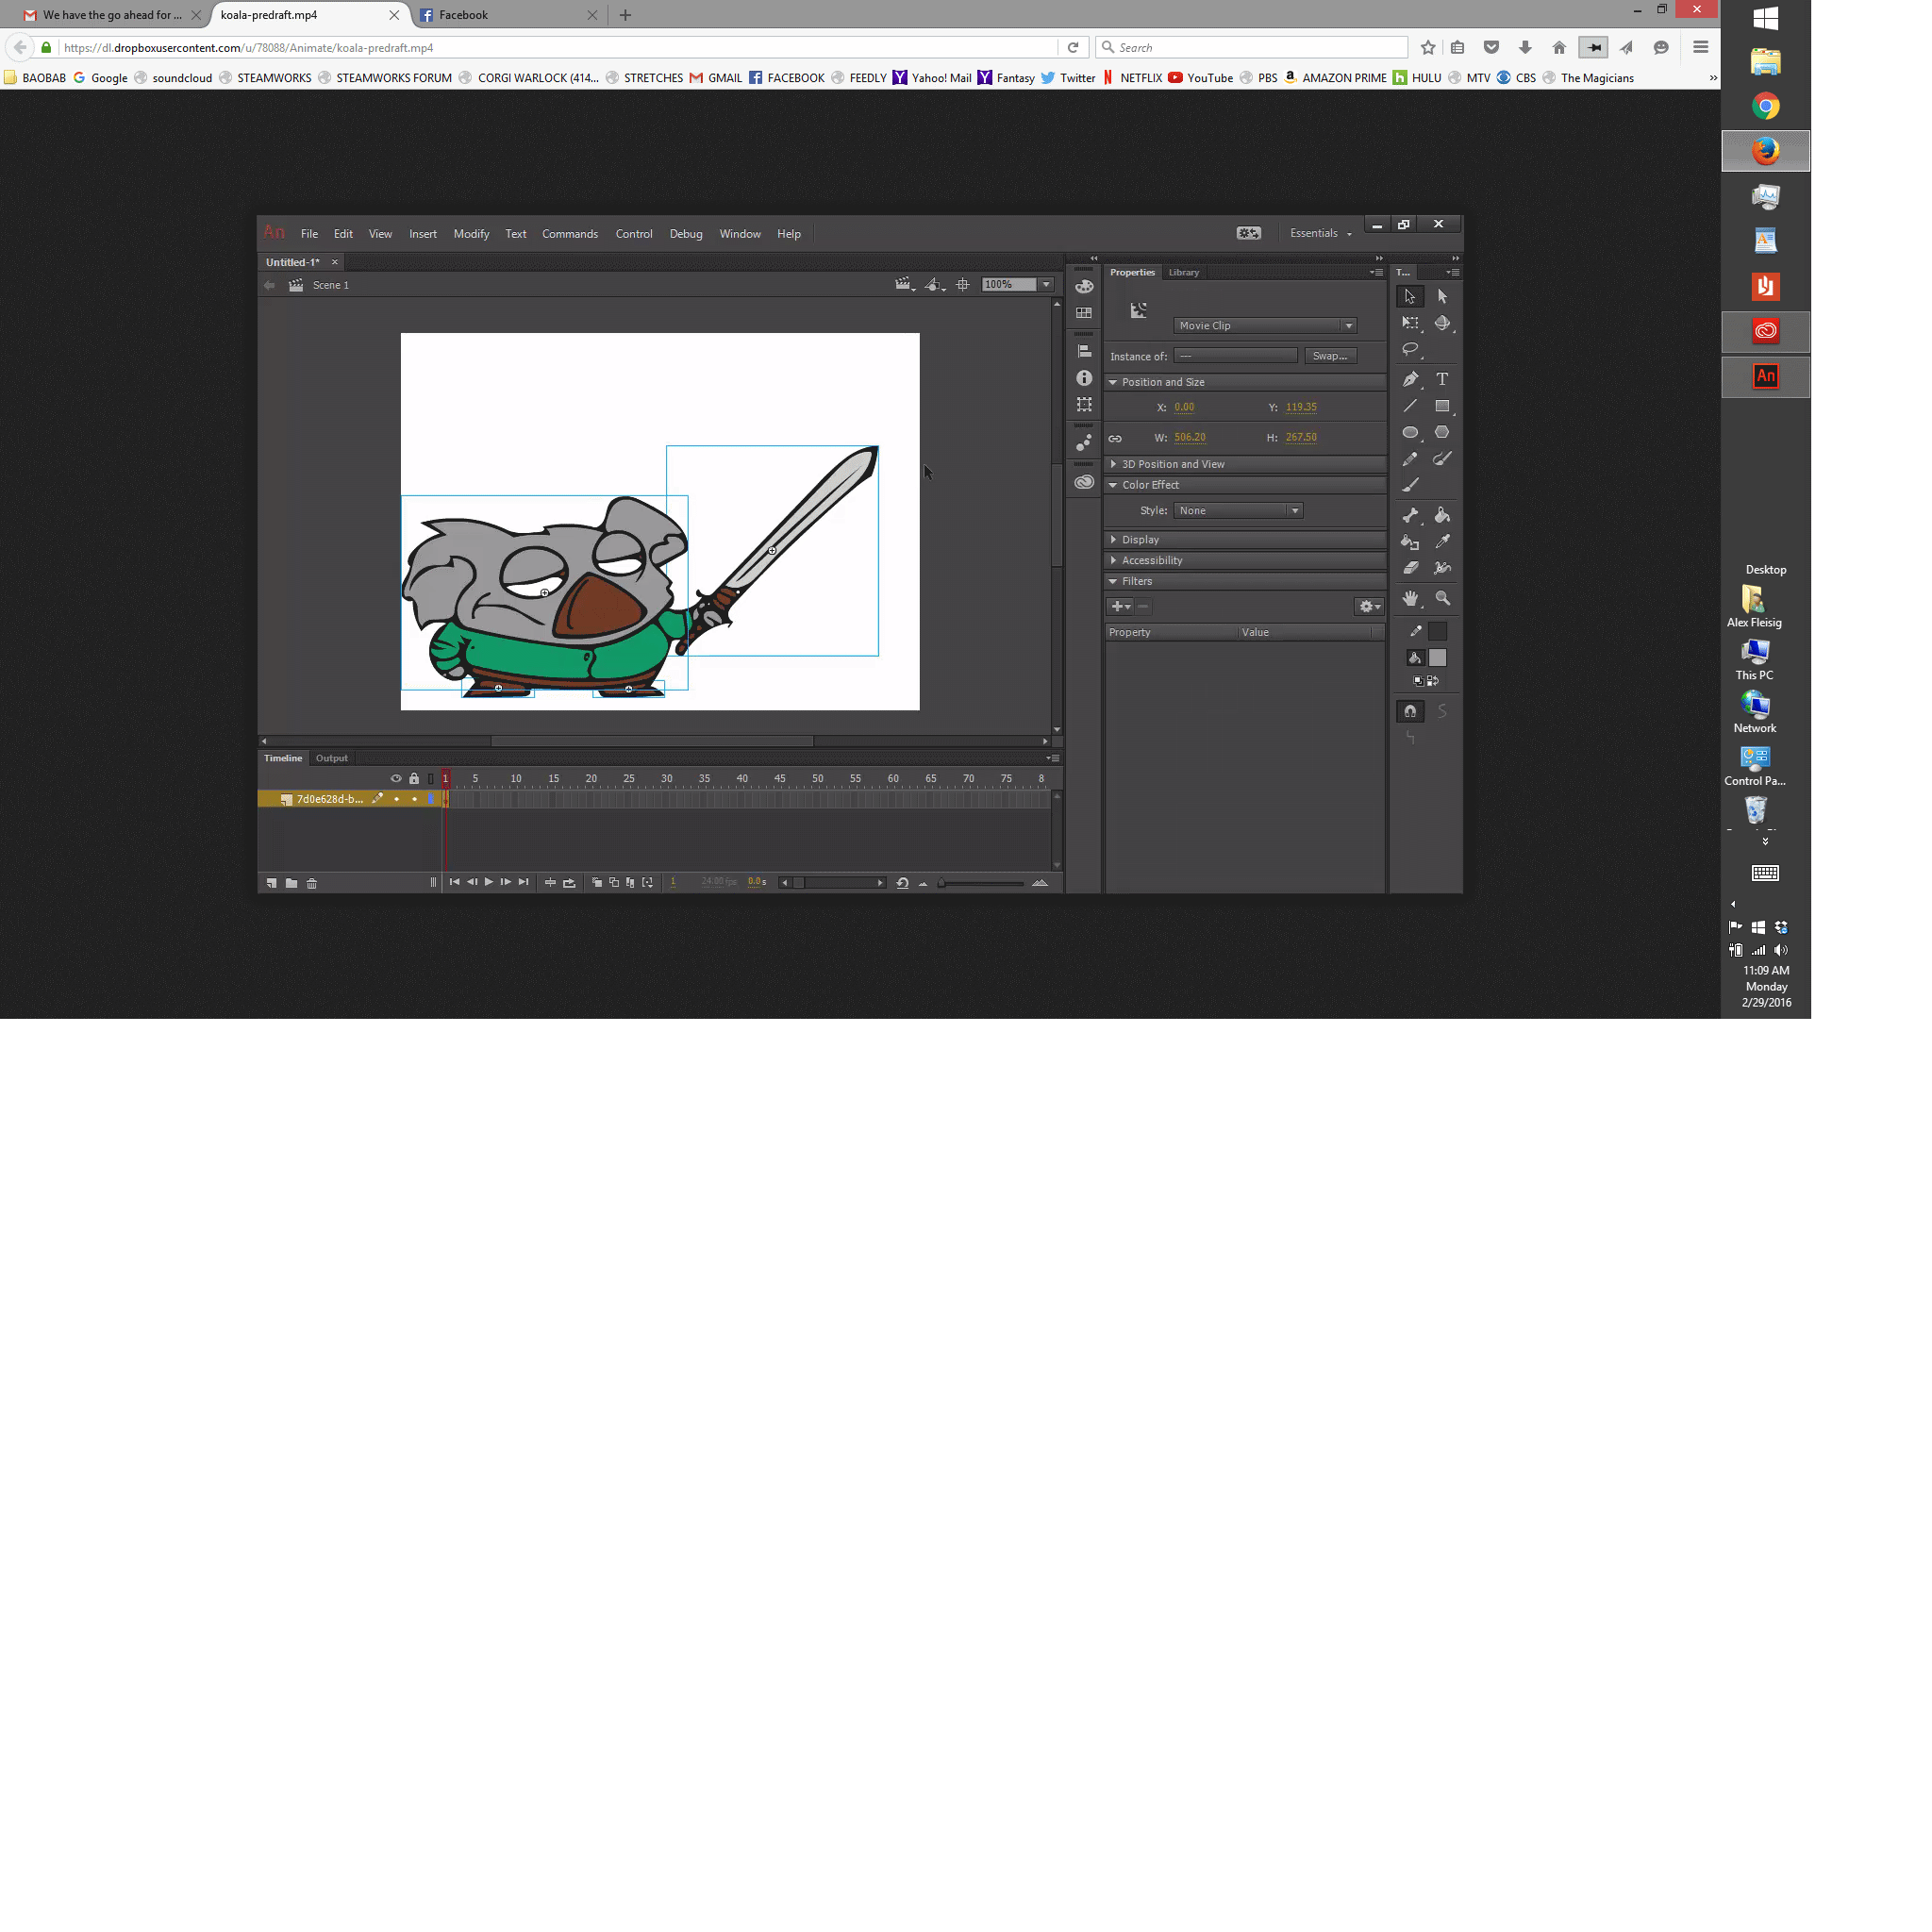 We have the go ahead for ...
koala-predraft.mp4
Facebook
https://dl.dropboxusercontent.com/u/78088/Animate/koala-predraft.mp4
Search
BAOBAB Google soundcloud STEAMWORKS STEAMWORKS FORUM CORGI WARLOCK (414... STRETCHES GMAIL FACEBOOK FEEDLY Yahoo! Mail Fantasy Twitter NETFLIX YouTube PBS AMAZON PRIME HULU MTV CBS The Magicians »
An File Edit View Insert Modify Text Commands Control Debug Window Help Essentials
Untitled-1*
Scene 1
100%
Properties Library
T...
Movie Clip
Instance of: --- Swap...
Position and Size
X: 0.00 Y: 119.35
W: 506.20 H: 267.50
3D Position and View
Color Effect
Style: None
Display
Accessibility
Filters
Property Value
Timeline Output
1 5 10 15 20 25 30 35 40 45 50 55 60 65 70 75 8
7d0e628d-b...
1 24.00 fps 0.0 s
An
Desktop
Alex Fleisig
This PC
Network
Control Pa...
11:09 AM
Monday
2/29/2016